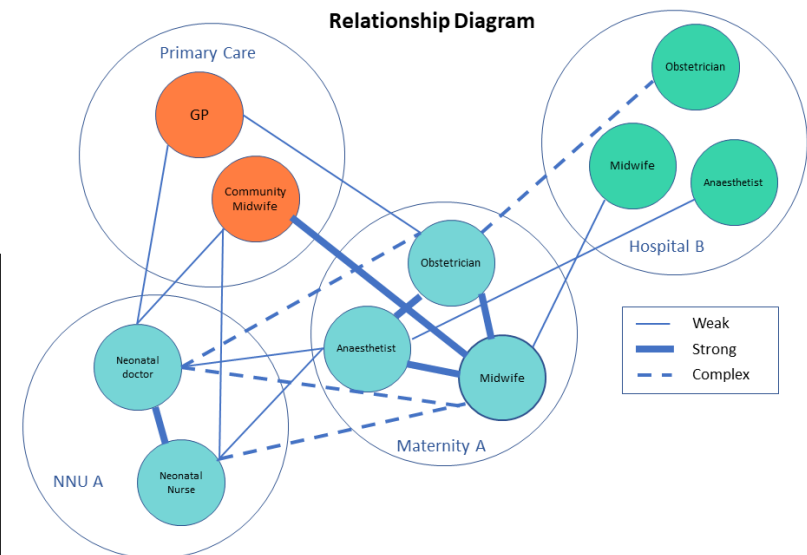 Relationship Diagram
Primary Care
GP
Community
Midwife
Obstetrician
Midwife
Anaesthetist
Hospital B
Obstetrician
Anaesthetist
Midwife
Maternity A
Neonatal
doctor
Neonatal
Nurse
NNU A
Weak
Strong
Complex